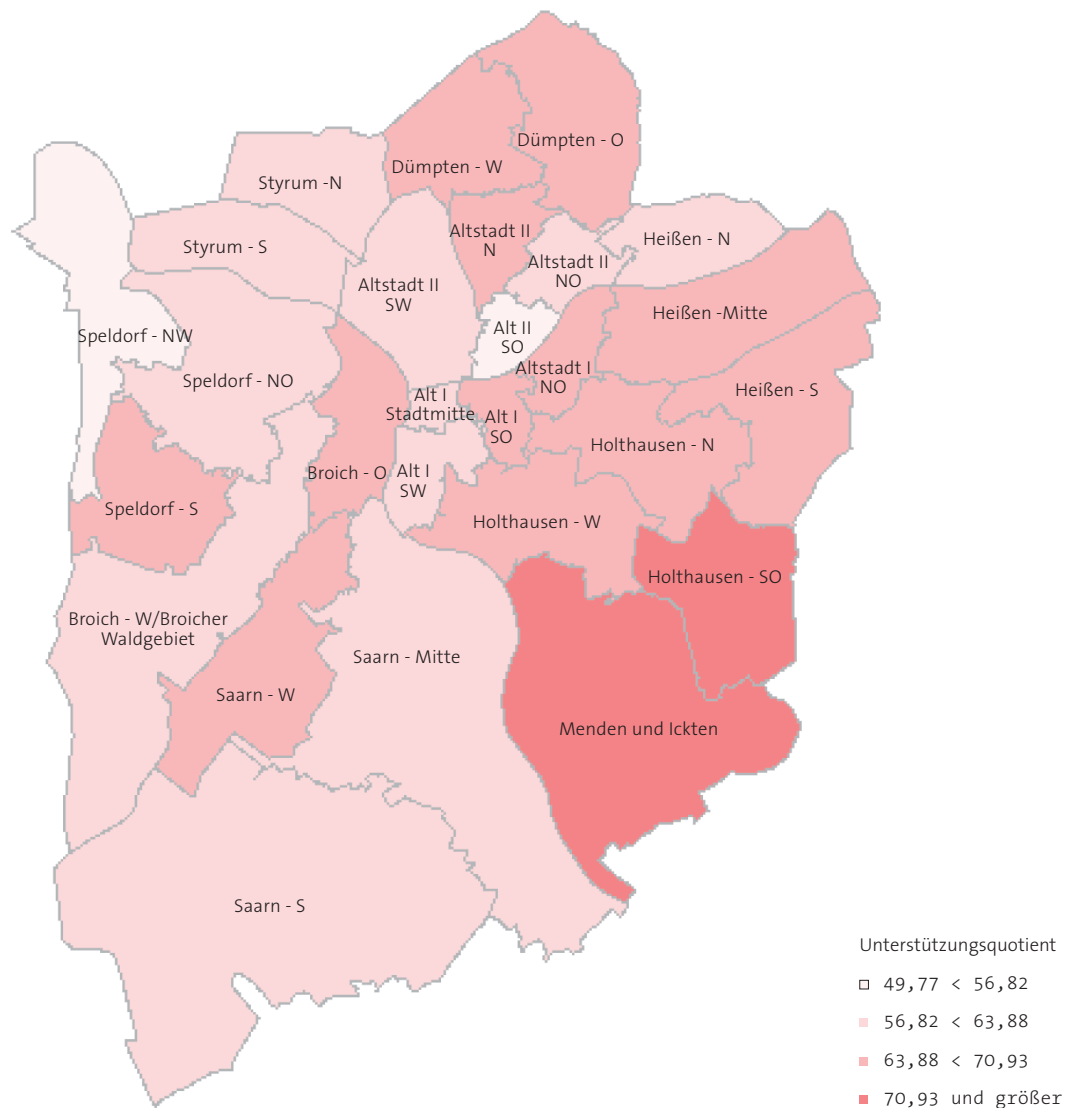 Dümpten - O
Dümpten - W
Styrum -N
Altstadt II
N
Heißen - N
Styrum - S
Altstadt II
NO
Altstadt II
SW
Heißen -Mitte
Speldorf - NW
Alt II
SO
Altstadt I
NO
Speldorf - NO
Heißen - S
Alt I
Stadtmitte
Alt I
SO
Holthausen - N
Broich - O
Alt I
SW
Speldorf - S
Holthausen - W
Holthausen - SO
Broich - W/Broicher
Waldgebiet
Saarn - Mitte
Saarn - W
Menden und Ickten
Saarn - S
Unterstützungsquotient
49,77 < 56,82
56,82 < 63,88
63,88 < 70,93
70,93 und größer